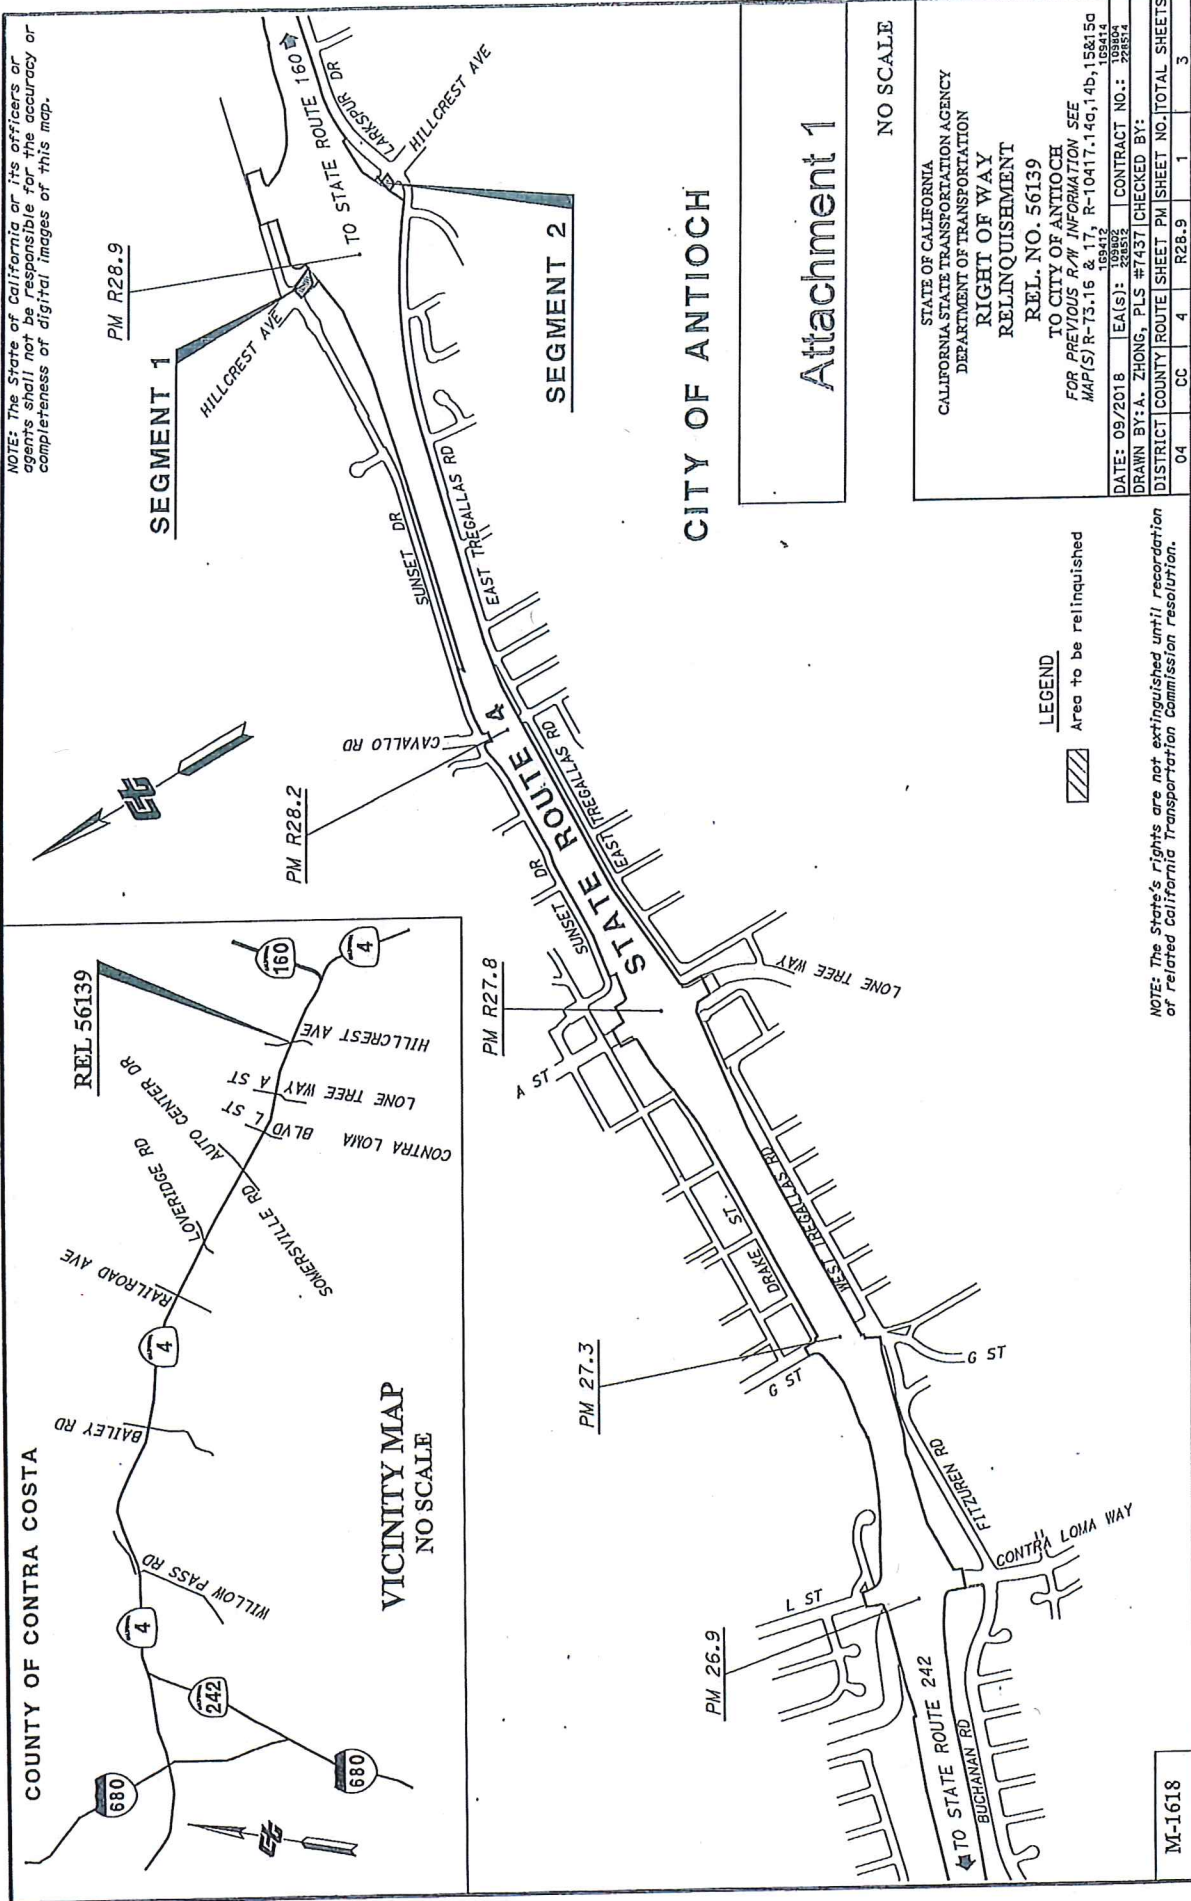 NOTE: The State of California or its officers or
agents shall not be responsible for the accuracy or
completeness of digital images of this map.
COUNTY OF CONTRA COSTA
REL 56139
680
242
680
4
WILLOW PASS RD
BAILEY RD
4
RAILROAD AVE
LOVERIDGE RD
SOMERSVILLE RD
AUTO CENTER DR
CONTRA LOMA BLVD
L ST
LONE TREE WAY
A ST
HILLCREST AVE
160
4
VICINITY MAP
NO SCALE
PM R28.9
SEGMENT 1
HILLCREST AVE
TO STATE ROUTE 160
LARKSPUR DR
HILLCREST AVE
SEGMENT 2
SUNSET DR
EAST TREGALLAS RD
CAVALLO RD
PM R28.2
STATE ROUTE 4
SUNSET DR
EAST TREGALLAS RD
PM R27.8
A ST
LONE TREE WAY
DRAKE ST.
WEST TREGALLAS RD
PM 27.3
G ST
G ST
FITZUREN RD
CONTRA LOMA WAY
L ST
PM 26.9
TO STATE ROUTE 242
BUCHANAN RD
CITY OF ANTIOCH
Attachment 1
NO SCALE
LEGEND
Area to be relinquished
NOTE: The State's rights are not extinguished until recordation
of related California Transportation Commission resolution.
STATE OF CALIFORNIA
CALIFORNIA STATE TRANSPORTATION AGENCY
DEPARTMENT OF TRANSPORTATION
RIGHT OF WAY
RELINQUISHMENT
REL. NO. 56139
TO CITY OF ANTIOCH
FOR PREVIOUS R/W INFORMATION SEE
MAP(S) R-73.16 & 17, R-10417.14a,14b,15&15a
DATE: 09/2018 EA(s): 169412 109802 228512 CONTRACT NO.: 169414 109804 228514
DRAWN BY: A. ZHONG, PLS #7437 CHECKED BY:
DISTRICT COUNTY ROUTE SHEET PM SHEET NO. TOTAL SHEETS
04 CC 4 R28.9 1 3
M-1618